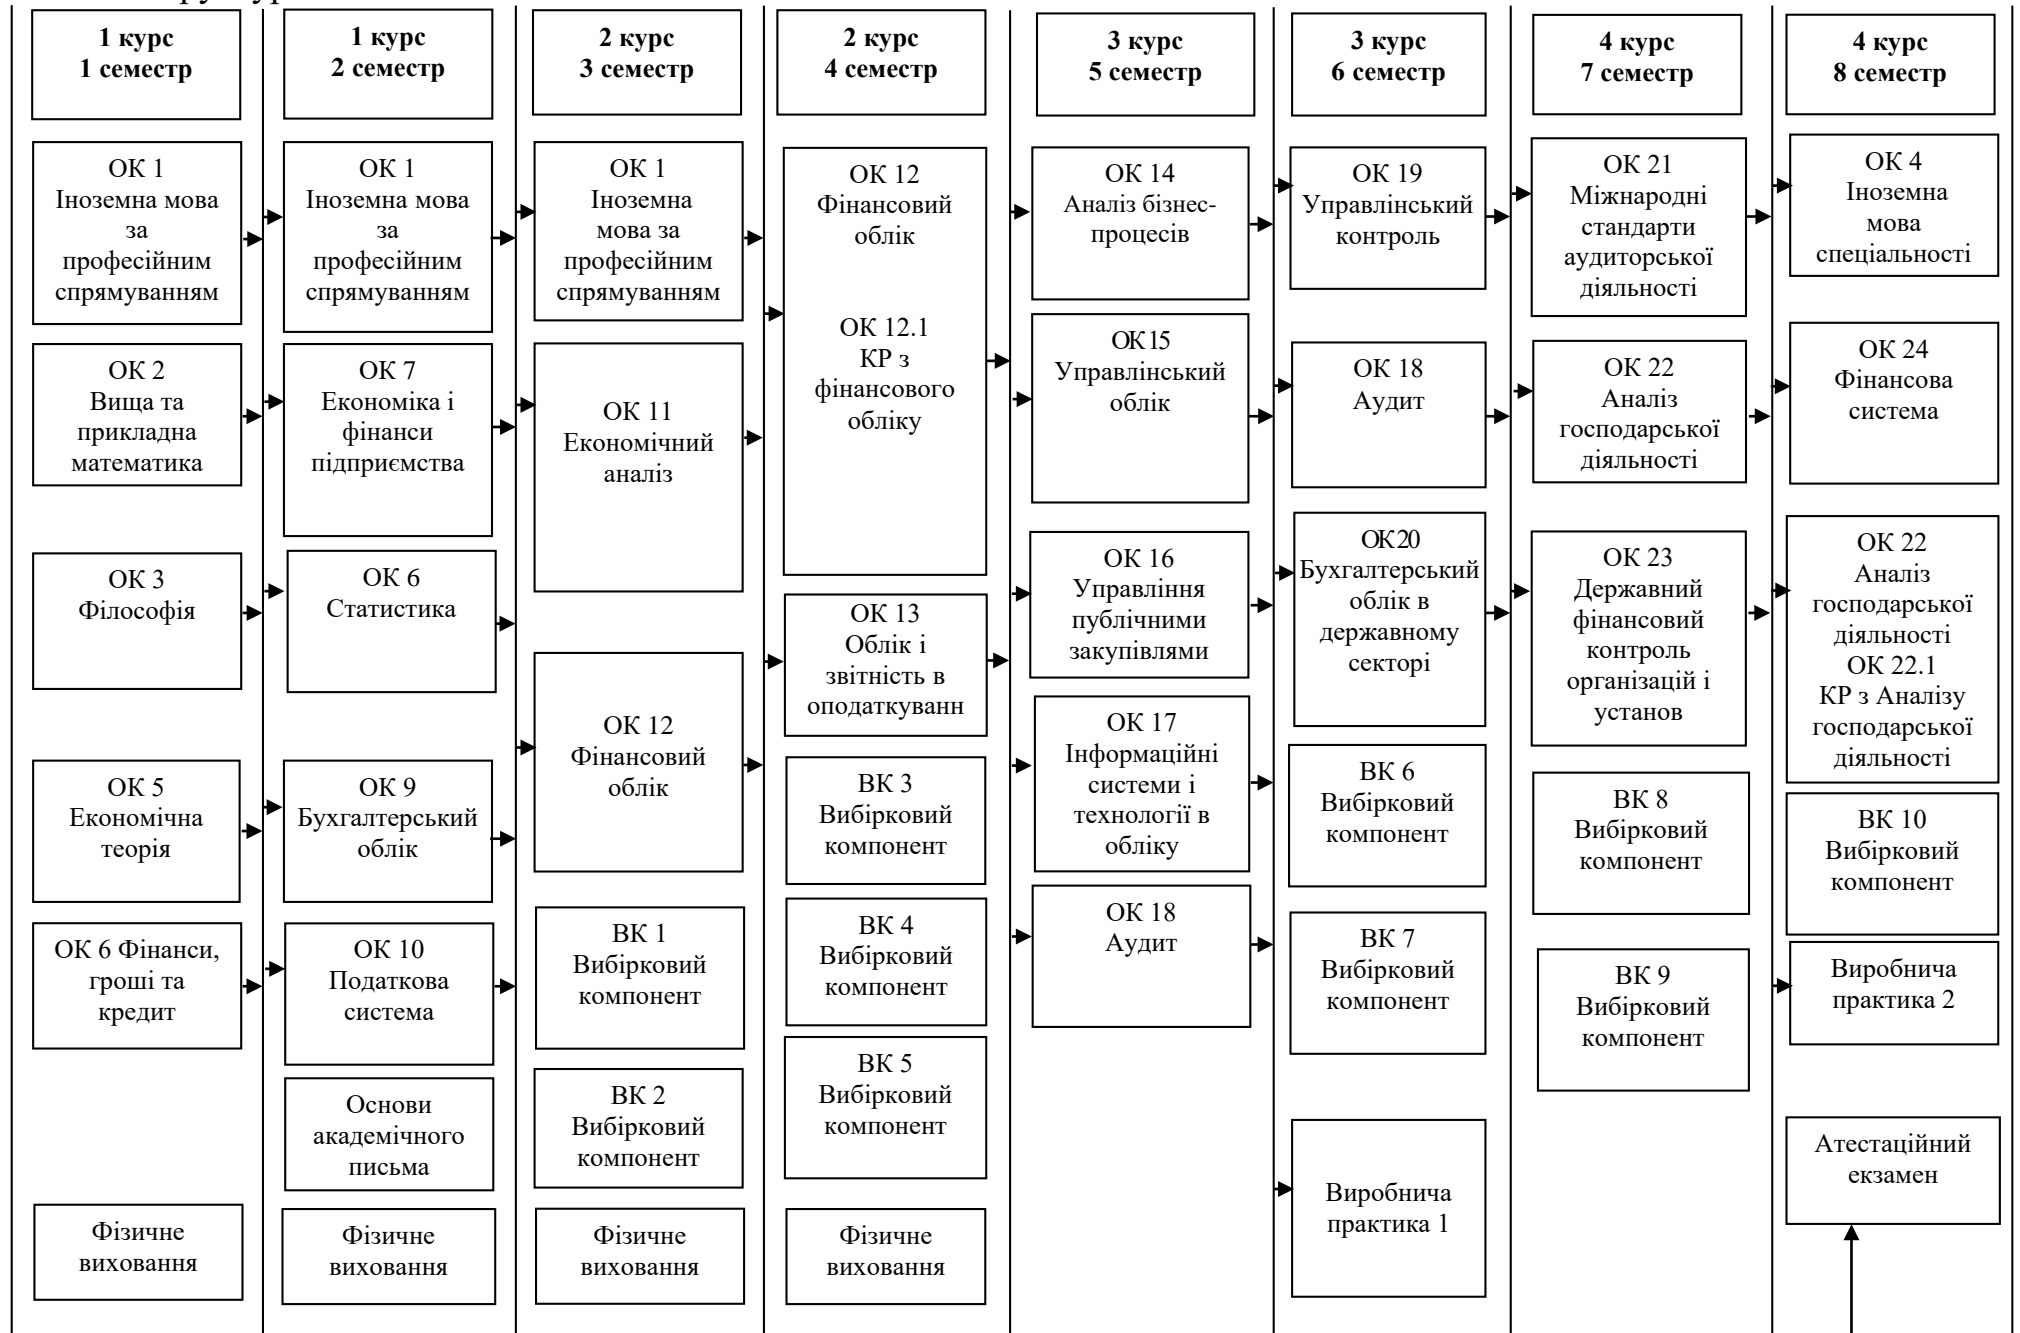 1 курс
1 семестр
1 курс
2 семестр
2 курс
3 семестр
2 курс
4 семестр
3 курс
5 семестр
3 курс
6 семестр
4 курс
7 семестр
4 курс
8 семестр
ОК 1
Іноземна мова
за
професійним
спрямуванням
ОК 2
Вища та
прикладна
математика
ОК 3
Філософія
ОК 5
Економічна
теорія
ОК 6 Фінанси,
гроші та
кредит
Фізичне
виховання
ОК 1
Іноземна мова
за
професійним
спрямуванням
ОК 7
Економіка і
фінанси
підприємства
ОК 6
Статистика
ОК 9
Бухгалтерський
облік
ОК 10
Податкова
система
Основи
академічного
письма
Фізичне
виховання
ОК 1
Іноземна
мова за
професійним
спрямуванням
ОК 11
Економічний
аналіз
ОК 12
Фінансовий
облік
ВК 1
Вибірковий
компонент
ВК 2
Вибірковий
компонент
Фізичне
виховання
ОК 12
Фінансовий
облік
ОК 12.1
КР з
фінансового
обліку
ОК 13
Облік і
звітність в
оподаткуванн
ВК 3
Вибірковий
компонент
ВК 4
Вибірковий
компонент
ВК 5
Вибірковий
компонент
Фізичне
виховання
ОК 14
Аналіз бізнес-
процесів
ОК15
Управлінський
облік
ОК 16
Управління
публічними
закупівлями
ОК 17
Інформаційні
системи і
технології в
обліку
ОК 18
Аудит
ОК 19
Управлінський
контроль
ОК 18
Аудит
ОК20
Бухгалтерський
облік в
державному
секторі
ВК 6
Вибірковий
компонент
ВК 7
Вибірковий
компонент
Виробнича
практика 1
ОК 21
Міжнародні
стандарти
аудиторської
діяльності
ОК 22
Аналіз
господарської
діяльності
ОК 23
Державний
фінансовий
контроль
організацій і
установ
ВК 8
Вибірковий
компонент
ВК 9
Вибірковий
компонент
ОК 4
Іноземна
мова
спеціальності
ОК 24
Фінансова
система
ОК 22
Аналіз
господарської
діяльності
ОК 22.1
КР з Аналізу
господарської
діяльності
ВК 10
Вибірковий
компонент
Виробнича
практика 2
Атестаційний
екзамен